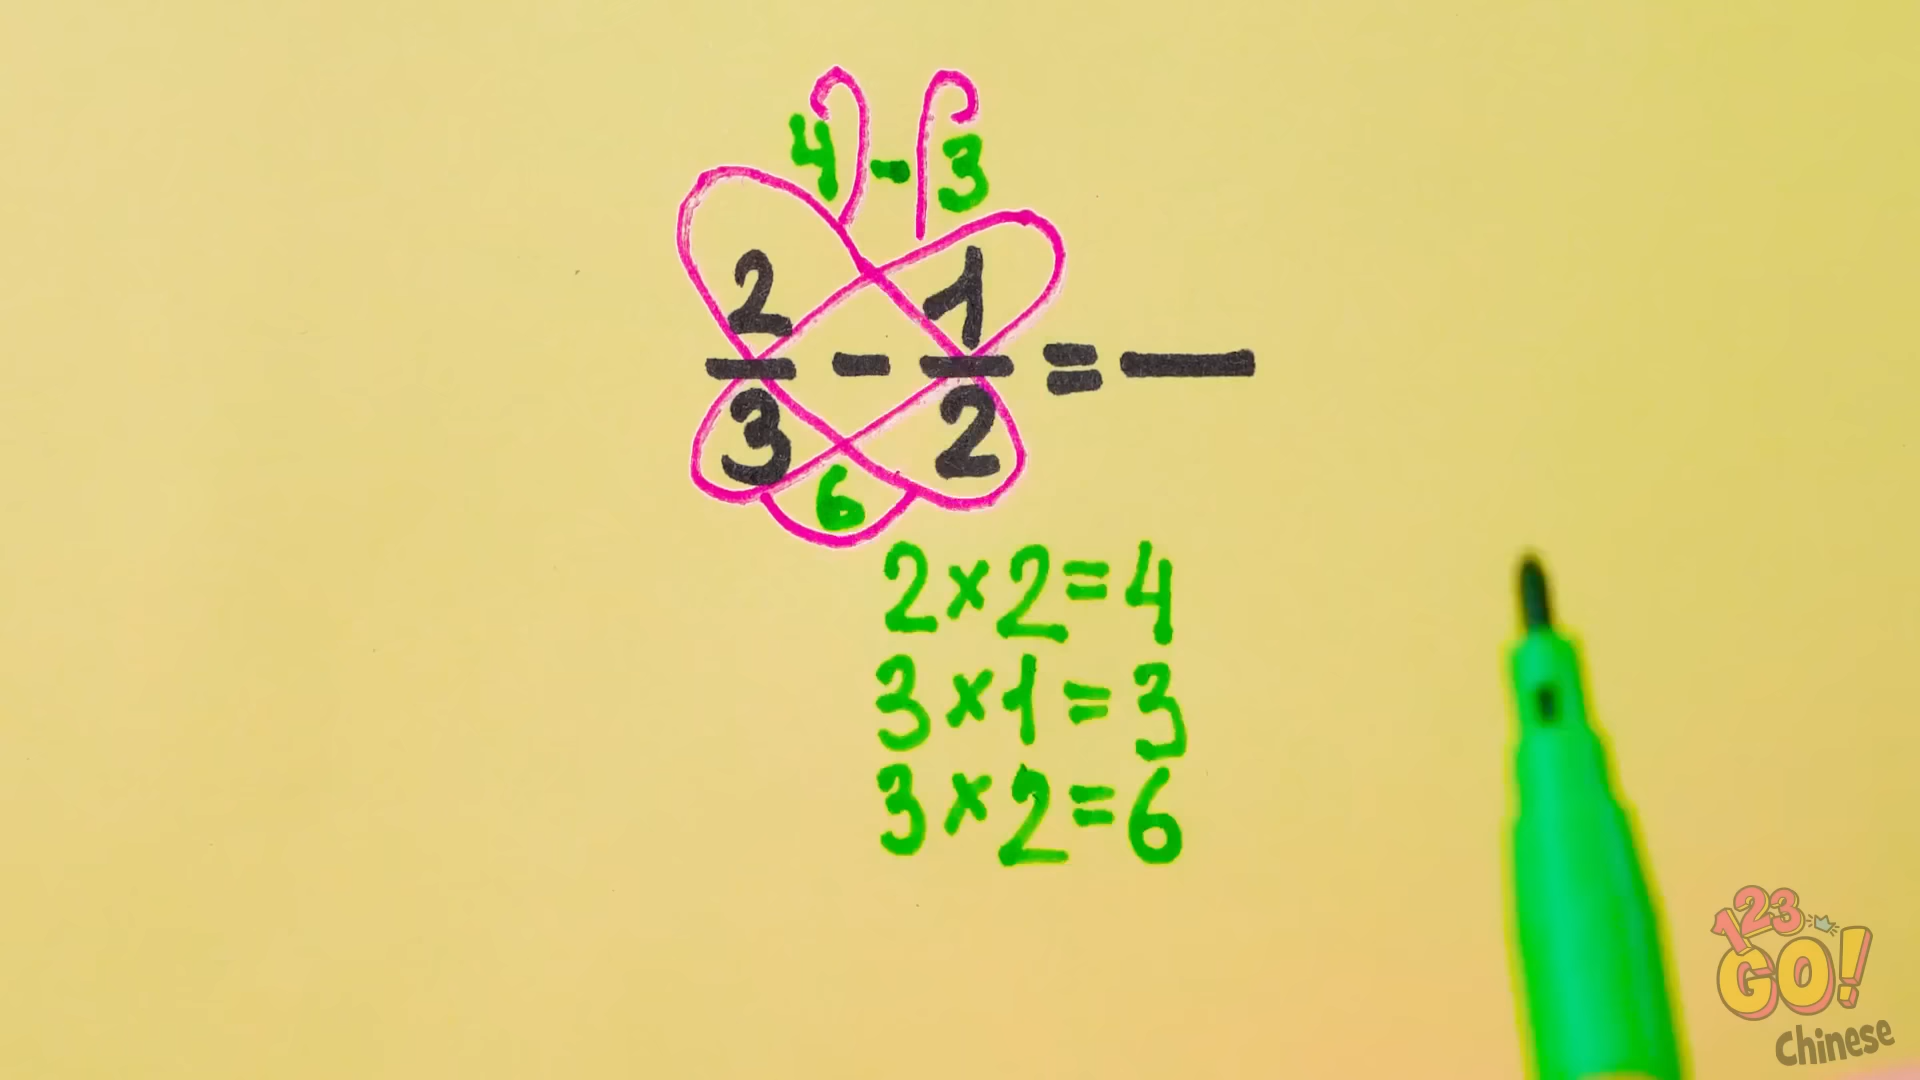 4 - 3
2 1
- =
3 2
6
2×2=4
3×1=3
3×2=6
123
GO!
Chinese